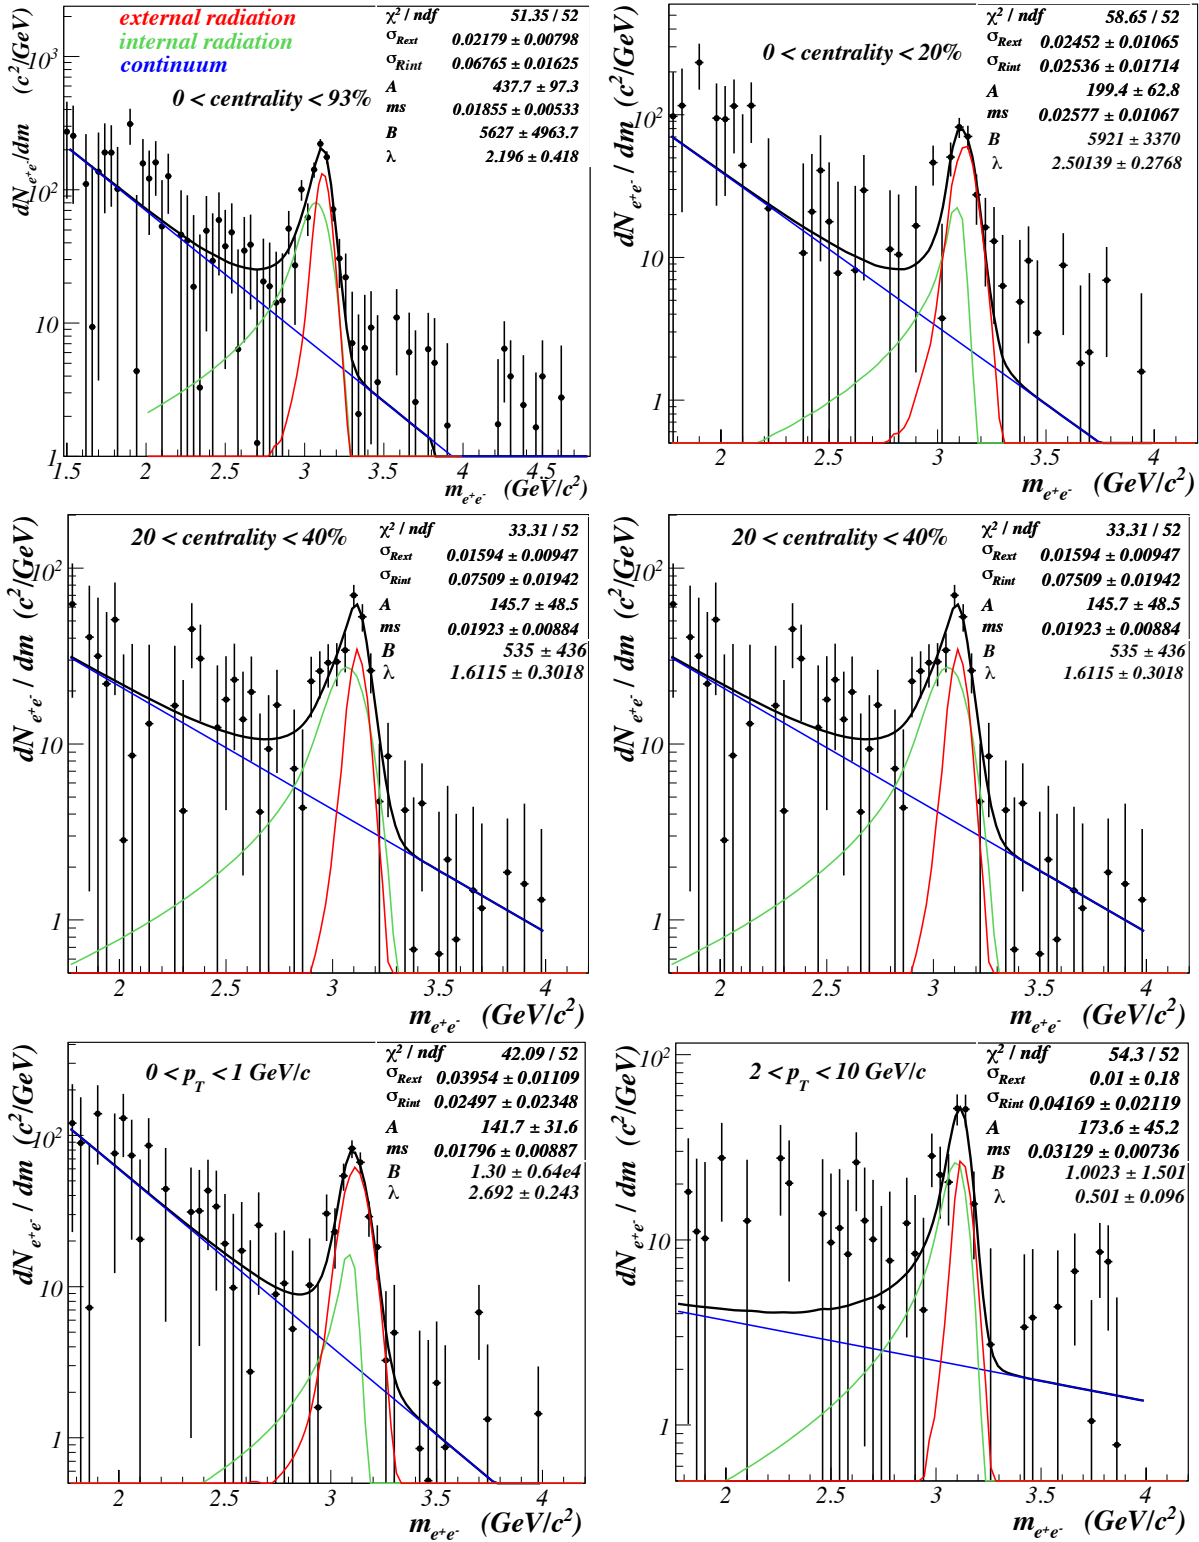 external radiation
internal radiation
continuum
0 < centrality < 93%
χ² / ndf 51.35 / 52
σRext 0.02179 ± 0.00798
σRint 0.06765 ± 0.01625
A 437.7 ± 97.3
ms 0.01855 ± 0.00533
B 5627 ± 4963.7
λ 2.196 ± 0.418
dN e⁺e⁻/dm (c²/GeV)
10³
10²
10
1
1.5 2 2.5 3 3.5 4 4.5
m e⁺e⁻ (GeV/c²)
0 < centrality < 20%
χ² / ndf 58.65 / 52
σRext 0.02452 ± 0.01065
σRint 0.02536 ± 0.01714
A 199.4 ± 62.8
ms 0.02577 ± 0.01067
B 5921 ± 3370
λ 2.50139 ± 0.2768
dN e⁺e⁻ / dm (c²/GeV)
10²
10
1
2 2.5 3 3.5 4
m e⁺e⁻ (GeV/c²)
20 < centrality < 40%
χ² / ndf 33.31 / 52
σRext 0.01594 ± 0.00947
σRint 0.07509 ± 0.01942
A 145.7 ± 48.5
ms 0.01923 ± 0.00884
B 535 ± 436
λ 1.6115 ± 0.3018
dN e⁺e⁻ / dm (c²/GeV)
10²
10
1
2 2.5 3 3.5 4
m e⁺e⁻ (GeV/c²)
20 < centrality < 40%
χ² / ndf 33.31 / 52
σRext 0.01594 ± 0.00947
σRint 0.07509 ± 0.01942
A 145.7 ± 48.5
ms 0.01923 ± 0.00884
B 535 ± 436
λ 1.6115 ± 0.3018
dN e⁺e⁻ / dm (c²/GeV)
10²
10
1
2 2.5 3 3.5 4
m e⁺e⁻ (GeV/c²)
0 < pT < 1 GeV/c
χ² / ndf 42.09 / 52
σRext 0.03954 ± 0.01109
σRint 0.02497 ± 0.02348
A 141.7 ± 31.6
ms 0.01796 ± 0.00887
B 1.30 ± 0.64e4
λ 2.692 ± 0.243
dN e⁺e⁻ / dm (c²/GeV)
10²
10
1
2 2.5 3 3.5 4
m e⁺e⁻ (GeV/c²)
2 < pT < 10 GeV/c
χ² / ndf 54.3 / 52
σRext 0.01 ± 0.18
σRint 0.04169 ± 0.02119
A 173.6 ± 45.2
ms 0.03129 ± 0.00736
B 1.0023 ± 1.501
λ 0.501 ± 0.096
dN e⁺e⁻ / dm (c²/GeV)
10²
10
1
2 2.5 3 3.5 4
m e⁺e⁻ (GeV/c²)